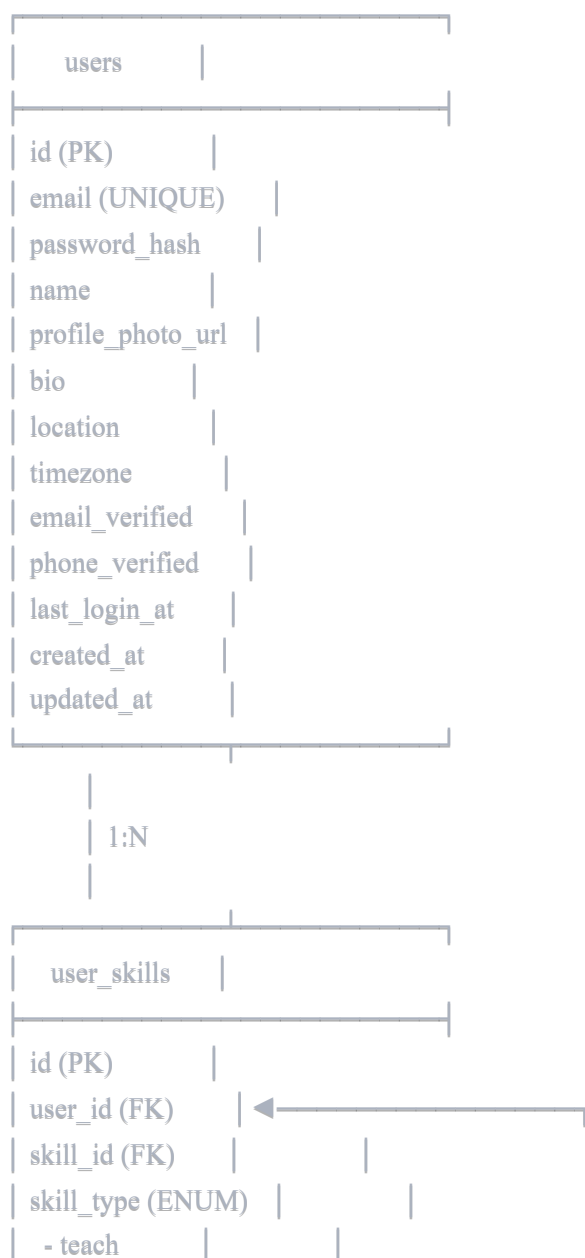 users
id (PK)
email (UNIQUE)
password_hash
name
profile_photo_url
bio
location
timezone
email_verified
phone_verified
last_login_at
created_at
updated_at
1:N
user_skills
id (PK)
user_id (FK)
skill_id (FK)
skill_type (ENUM)
- teach